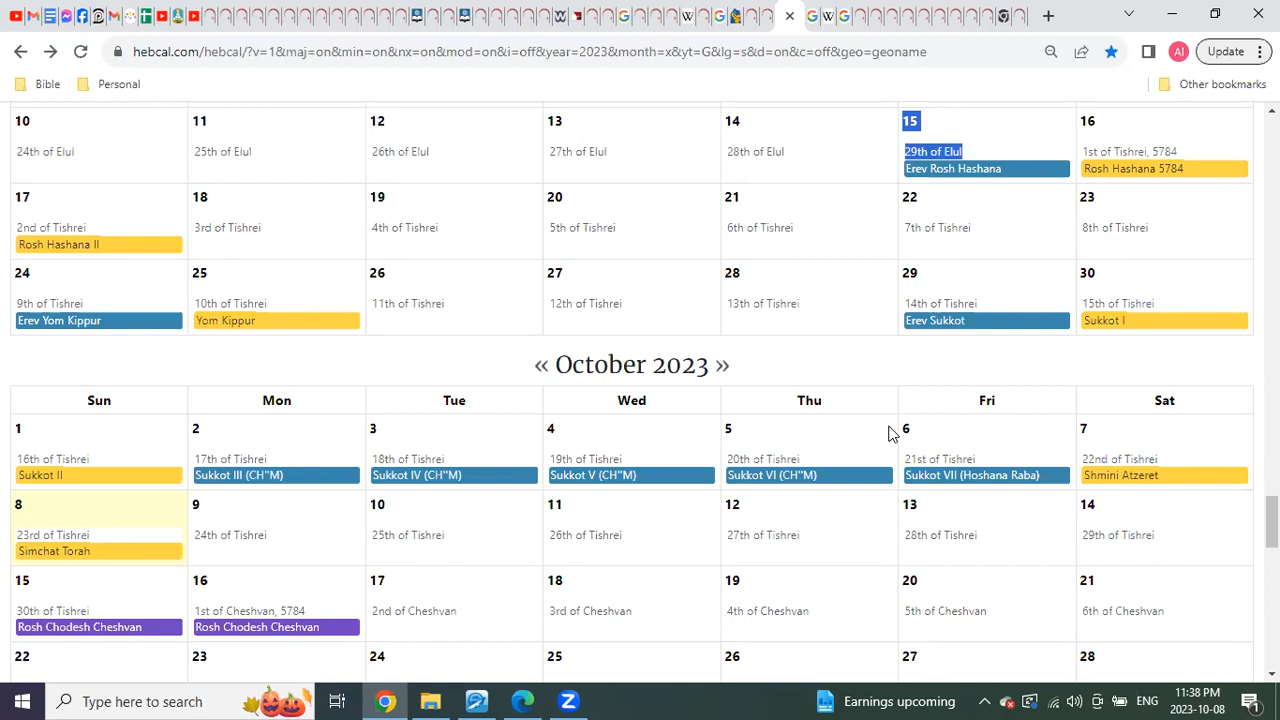 hebcal.com/hebcal/?v=1&maj=on&min=on&nx=on&mod=on&i=off&year=2023&month=x&yt=G&lg=s&d=on&c=off&geo=geoname
AI
Update
Bible
Personal
Other bookmarks
10 11 12 13 14 15 16
24th of Elul 25th of Elul 26th of Elul 27th of Elul 28th of Elul 29th of Elul 1st of Tishrei, 5784
Erev Rosh Hashana Rosh Hashana 5784
17 18 19 20 21 22 23
2nd of Tishrei 3rd of Tishrei 4th of Tishrei 5th of Tishrei 6th of Tishrei 7th of Tishrei 8th of Tishrei
Rosh Hashana II
24 25 26 27 28 29 30
9th of Tishrei 10th of Tishrei 11th of Tishrei 12th of Tishrei 13th of Tishrei 14th of Tishrei 15th of Tishrei
Erev Yom Kippur Yom Kippur Erev Sukkot Sukkot I
« October 2023 »
Sun Mon Tue Wed Thu Fri Sat
1 2 3 4 5 6 7
16th of Tishrei 17th of Tishrei 18th of Tishrei 19th of Tishrei 20th of Tishrei 21st of Tishrei 22nd of Tishrei
Sukkot II Sukkot III (CH"M) Sukkot IV (CH"M) Sukkot V (CH"M) Sukkot VI (CH"M) Sukkot VII (Hoshana Raba) Shmini Atzeret
8 9 10 11 12 13 14
23rd of Tishrei 24th of Tishrei 25th of Tishrei 26th of Tishrei 27th of Tishrei 28th of Tishrei 29th of Tishrei
Simchat Torah
15 16 17 18 19 20 21
30th of Tishrei 1st of Cheshvan, 5784 2nd of Cheshvan 3rd of Cheshvan 4th of Cheshvan 5th of Cheshvan 6th of Cheshvan
Rosh Chodesh Cheshvan Rosh Chodesh Cheshvan
22 23 24 25 26 27 28
Type here to search
Earnings upcoming
ENG
11:38 PM
2023-10-08
1